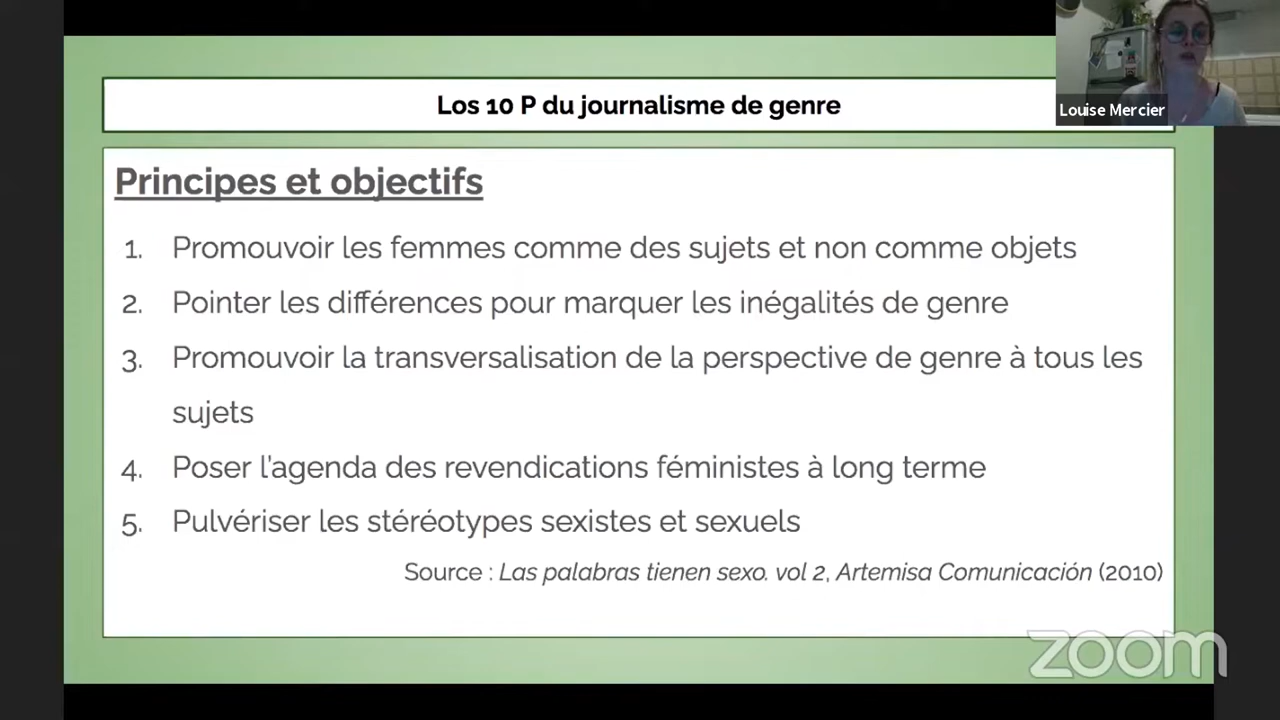 Los 10 P du journalisme de genre
Louise Mercier
Principes et objectifs
1. Promouvoir les femmes comme des sujets et non comme objets
2. Pointer les différences pour marquer les inégalités de genre
3. Promouvoir la transversalisation de la perspective de genre à tous les
sujets
4. Poser l'agenda des revendications féministes à long terme
5. Pulvériser les stéréotypes sexistes et sexuels
Source : Las palabras tienen sexo. vol 2, Artemisa Comunicación (2010)
zoom